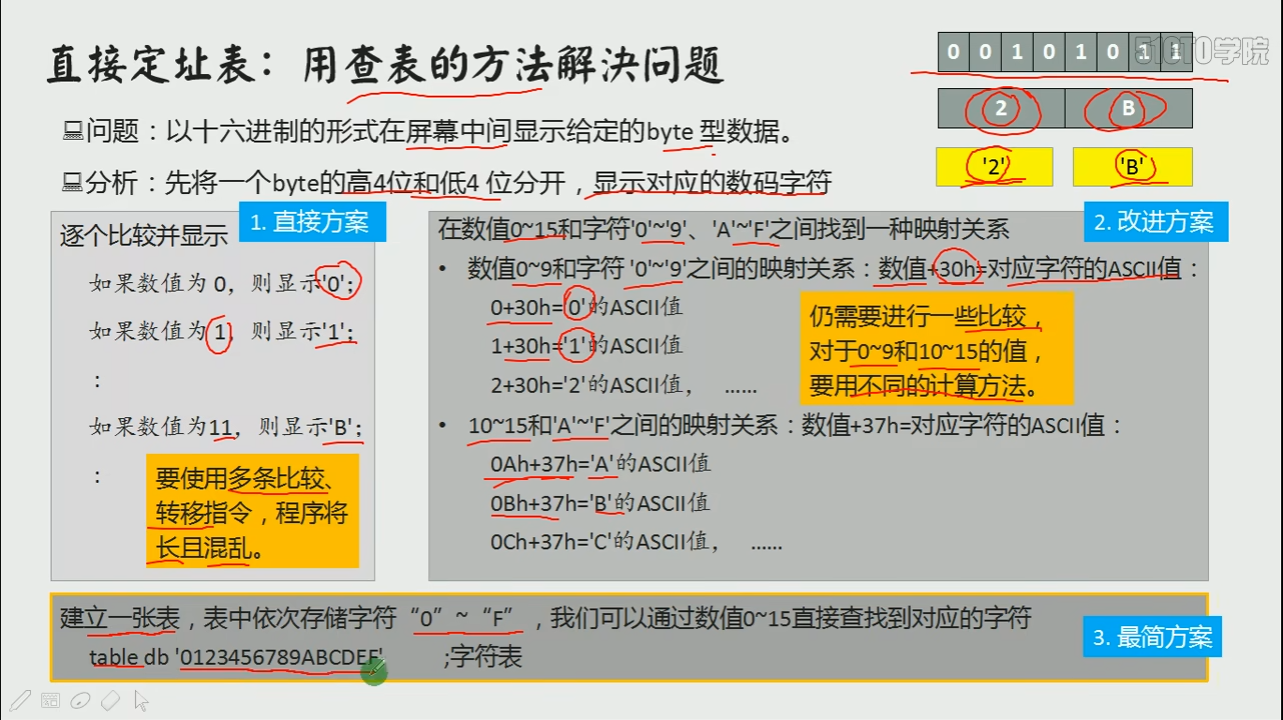 直接定址表：用查表的方法解决问题
51CTO学院
0 0 1 0 1 0 1 1
2 B
'2' 'B'
问题：以十六进制的形式在屏幕中间显示给定的byte 型数据。
分析：先将一个byte的高4位和低4 位分开，显示对应的数码字符
1. 直接方案
逐个比较并显示
如果数值为 0，则显示'0'；
如果数值为 1，则显示'1'；
：
如果数值为11，则显示'B'；
：
要使用多条比较、
转移指令，程序将
长且混乱。
2. 改进方案
在数值0~15和字符'0'~'9'、'A'~'F'之间找到一种映射关系
• 数值0~9和字符 '0'~'9'之间的映射关系：数值+30h=对应字符的ASCII值：
0+30h='0'的ASCII值
1+30h='1'的ASCII值
2+30h='2'的ASCII值， ……
仍需要进行一些比较，
对于0~9和10~15的值，
要用不同的计算方法。
• 10~15和'A'~'F'之间的映射关系：数值+37h=对应字符的ASCII值：
0Ah+37h='A'的ASCII值
0Bh+37h='B'的ASCII值
0Ch+37h='C'的ASCII值， ……
建立一张表，表中依次存储字符“0”~“F”，我们可以通过数值0~15直接查找到对应的字符
3. 最简方案
table db '0123456789ABCDEF' ;字符表